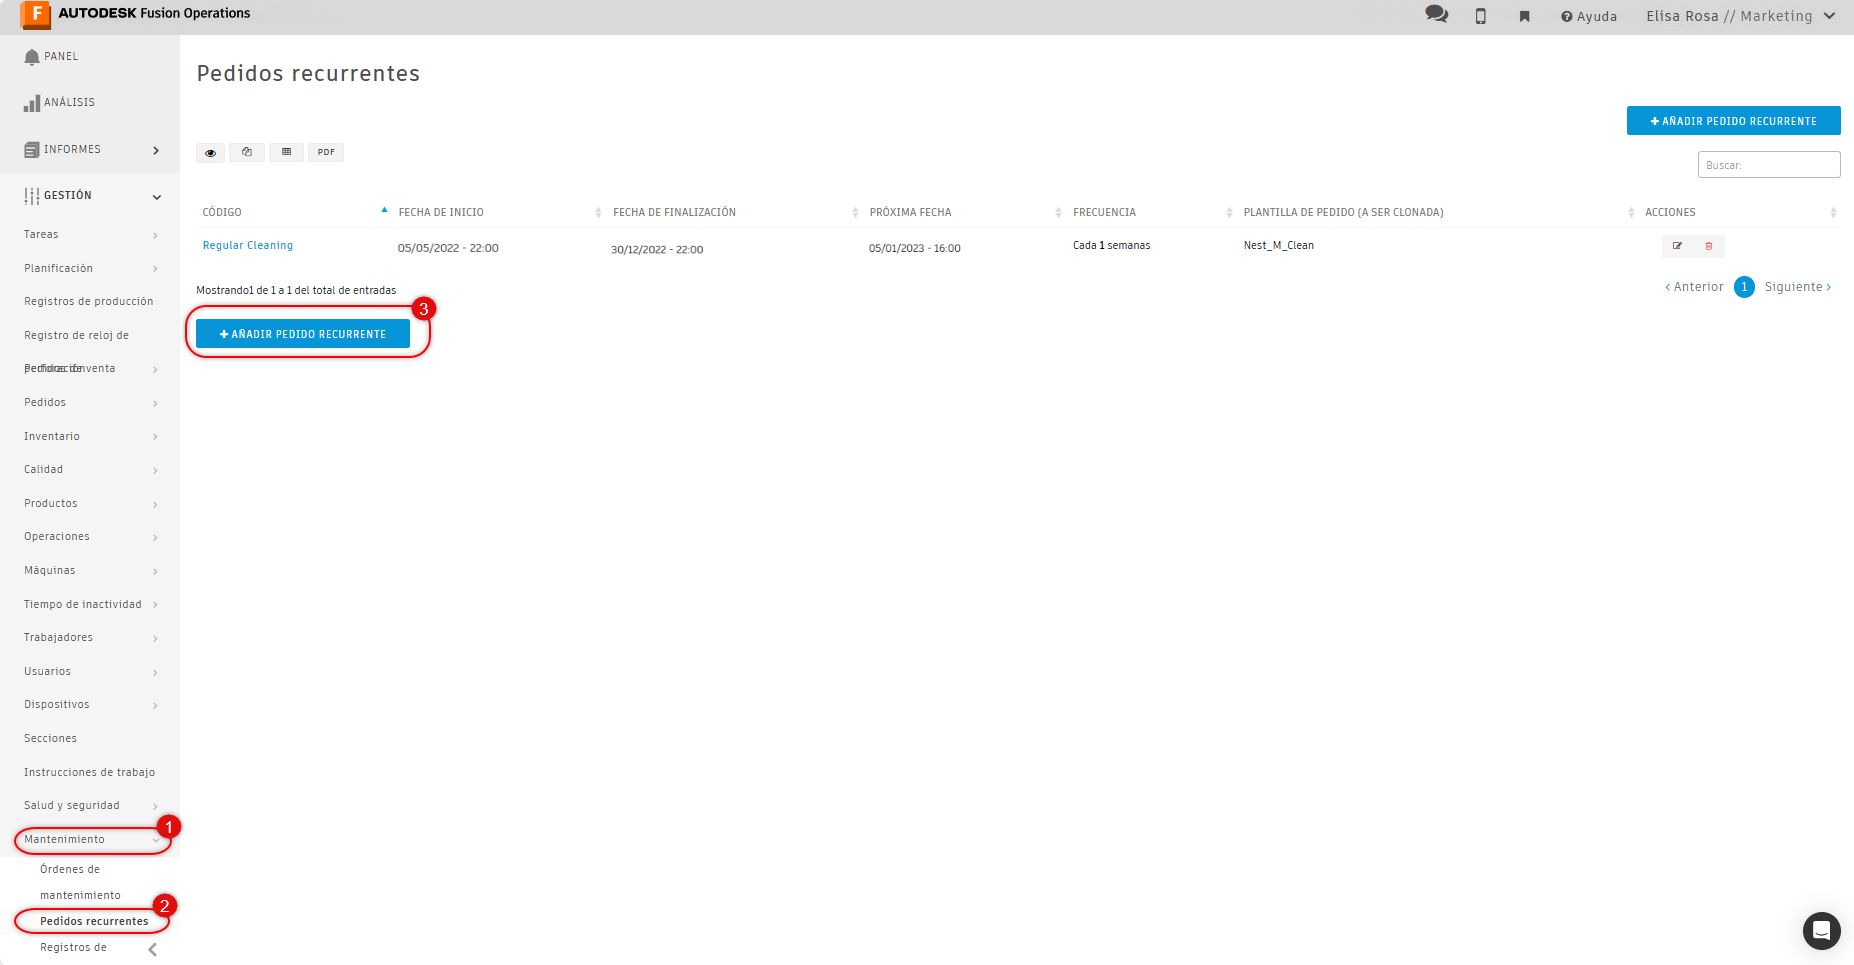 F AUTODESK Fusion Operations
Ayuda
Elisa Rosa // Marketing
PANEL
ANÁLISIS
INFORMES
GESTIÓN
Tareas
Planificación
Registros de producción
Registro de reloj de
perforación
Pedidos de venta
Pedidos
Inventario
Calidad
Productos
Operaciones
Máquinas
Tiempo de inactividad
Trabajadores
Usuarios
Dispositivos
Secciones
Instrucciones de trabajo
Salud y seguridad
Mantenimiento
1
Órdenes de
mantenimiento
2
Pedidos recurrentes
Registros de
Pedidos recurrentes
+ AÑADIR PEDIDO RECURRENTE
PDF
Buscar:
CÓDIGO FECHA DE INICIO FECHA DE FINALIZACIÓN PRÓXIMA FECHA FRECUENCIA PLANTILLA DE PEDIDO (A SER CLONADA) ACCIONES
Regular Cleaning 05/05/2022 - 22:00 30/12/2022 - 22:00 05/01/2023 - 16:00 Cada 1 semanas Nest_M_Clean
Mostrando1 de 1 a 1 del total de entradas
< Anterior 1 Siguiente >
3
+ AÑADIR PEDIDO RECURRENTE